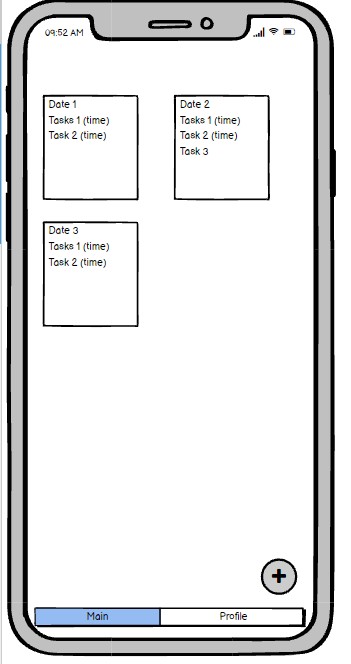 09:52 AM
Date 1
Tasks 1 (time)
Task 2 (time)
Date 2
Tasks 1 (time)
Task 2 (time)
Task 3
Date 3
Tasks 1 (time)
Task 2 (time)
+
Main
Profile